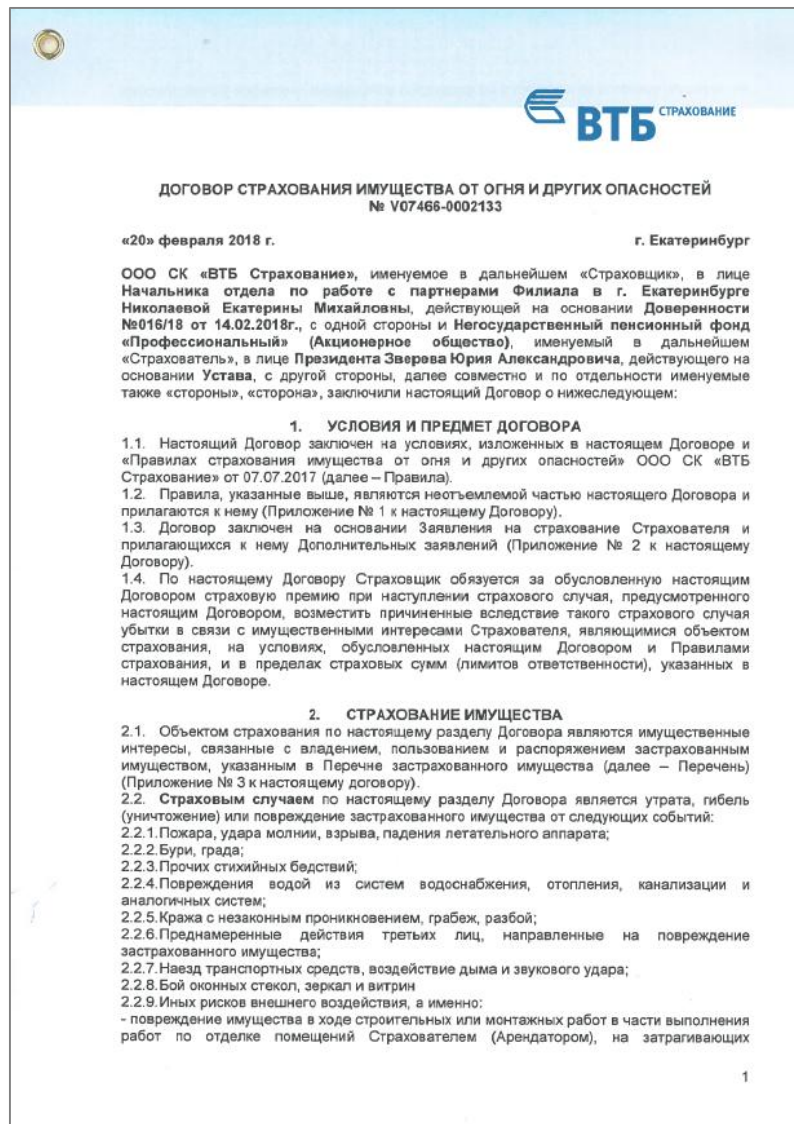 ВТБ СТРАХОВАНИЕ
ДОГОВОР СТРАХОВАНИЯ ИМУЩЕСТВА ОТ ОГНЯ И ДРУГИХ ОПАСНОСТЕЙ
№ V07466-0002133
«20» февраля 2018 г. г. Екатеринбург
ООО СК «ВТБ Страхование», именуемое в дальнейшем «Страховщик», в лице
Начальника отдела по работе с партнерами Филиала в г. Екатеринбурге
Николаевой Екатерины Михайловны, действующей на основании Доверенности
№016/18 от 14.02.2018г., с одной стороны и Негосударственный пенсионный фонд
«Профессиональный» (Акционерное общество), именуемый в дальнейшем
«Страхователь», в лице Президента Зверева Юрия Александровича, действующего на
основании Устава, с другой стороны, далее совместно и по отдельности именуемые
также «стороны», «сторона», заключили настоящий Договор о нижеследующем:
1. УСЛОВИЯ И ПРЕДМЕТ ДОГОВОРА
1.1. Настоящий Договор заключен на условиях, изложенных в настоящем Договоре и
«Правилах страхования имущества от огня и других опасностей» ООО СК «ВТБ
Страхование» от 07.07.2017 (далее – Правила).
1.2. Правила, указанные выше, являются неотъемлемой частью настоящего Договора и
прилагаются к нему (Приложение № 1 к настоящему Договору).
1.3. Договор заключен на основании Заявления на страхование Страхователя и
прилагающихся к нему Дополнительных заявлений (Приложение № 2 к настоящему
Договору).
1.4. По настоящему Договору Страховщик обязуется за обусловленную настоящим
Договором страховую премию при наступлении страхового случая, предусмотренного
настоящим Договором, возместить причиненные вследствие такого страхового случая
убытки в связи с имущественными интересами Страхователя, являющимися объектом
страхования, на условиях, обусловленных настоящим Договором и Правилами
страхования, и в пределах страховых сумм (лимитов ответственности), указанных в
настоящем Договоре.
2. СТРАХОВАНИЕ ИМУЩЕСТВА
2.1. Объектом страхования по настоящему разделу Договора являются имущественные
интересы, связанные с владением, пользованием и распоряжением застрахованным
имуществом, указанным в Перечне застрахованного имущества (далее – Перечень)
(Приложение № 3 к настоящему договору).
2.2. Страховым случаем по настоящему разделу Договора является утрата, гибель
(уничтожение) или повреждение застрахованного имущества от следующих событий:
2.2.1.Пожара, удара молнии, взрыва, падения летательного аппарата;
2.2.2.Бури, града;
2.2.3.Прочих стихийных бедствий;
2.2.4.Повреждения водой из систем водоснабжения, отопления, канализации и
аналогичных систем;
2.2.5.Кража с незаконным проникновением, грабеж, разбой;
2.2.6.Преднамеренные действия третьих лиц, направленные на повреждение
застрахованного имущества;
2.2.7.Наезд транспортных средств, воздействие дыма и звукового удара;
2.2.8.Бой оконных стекол, зеркал и витрин
2.2.9.Иных рисков внешнего воздействия, а именно:
- повреждение имущества в ходе строительных или монтажных работ в части выполнения
работ по отделке помещений Страхователем (Арендатором), на затрагивающих
1